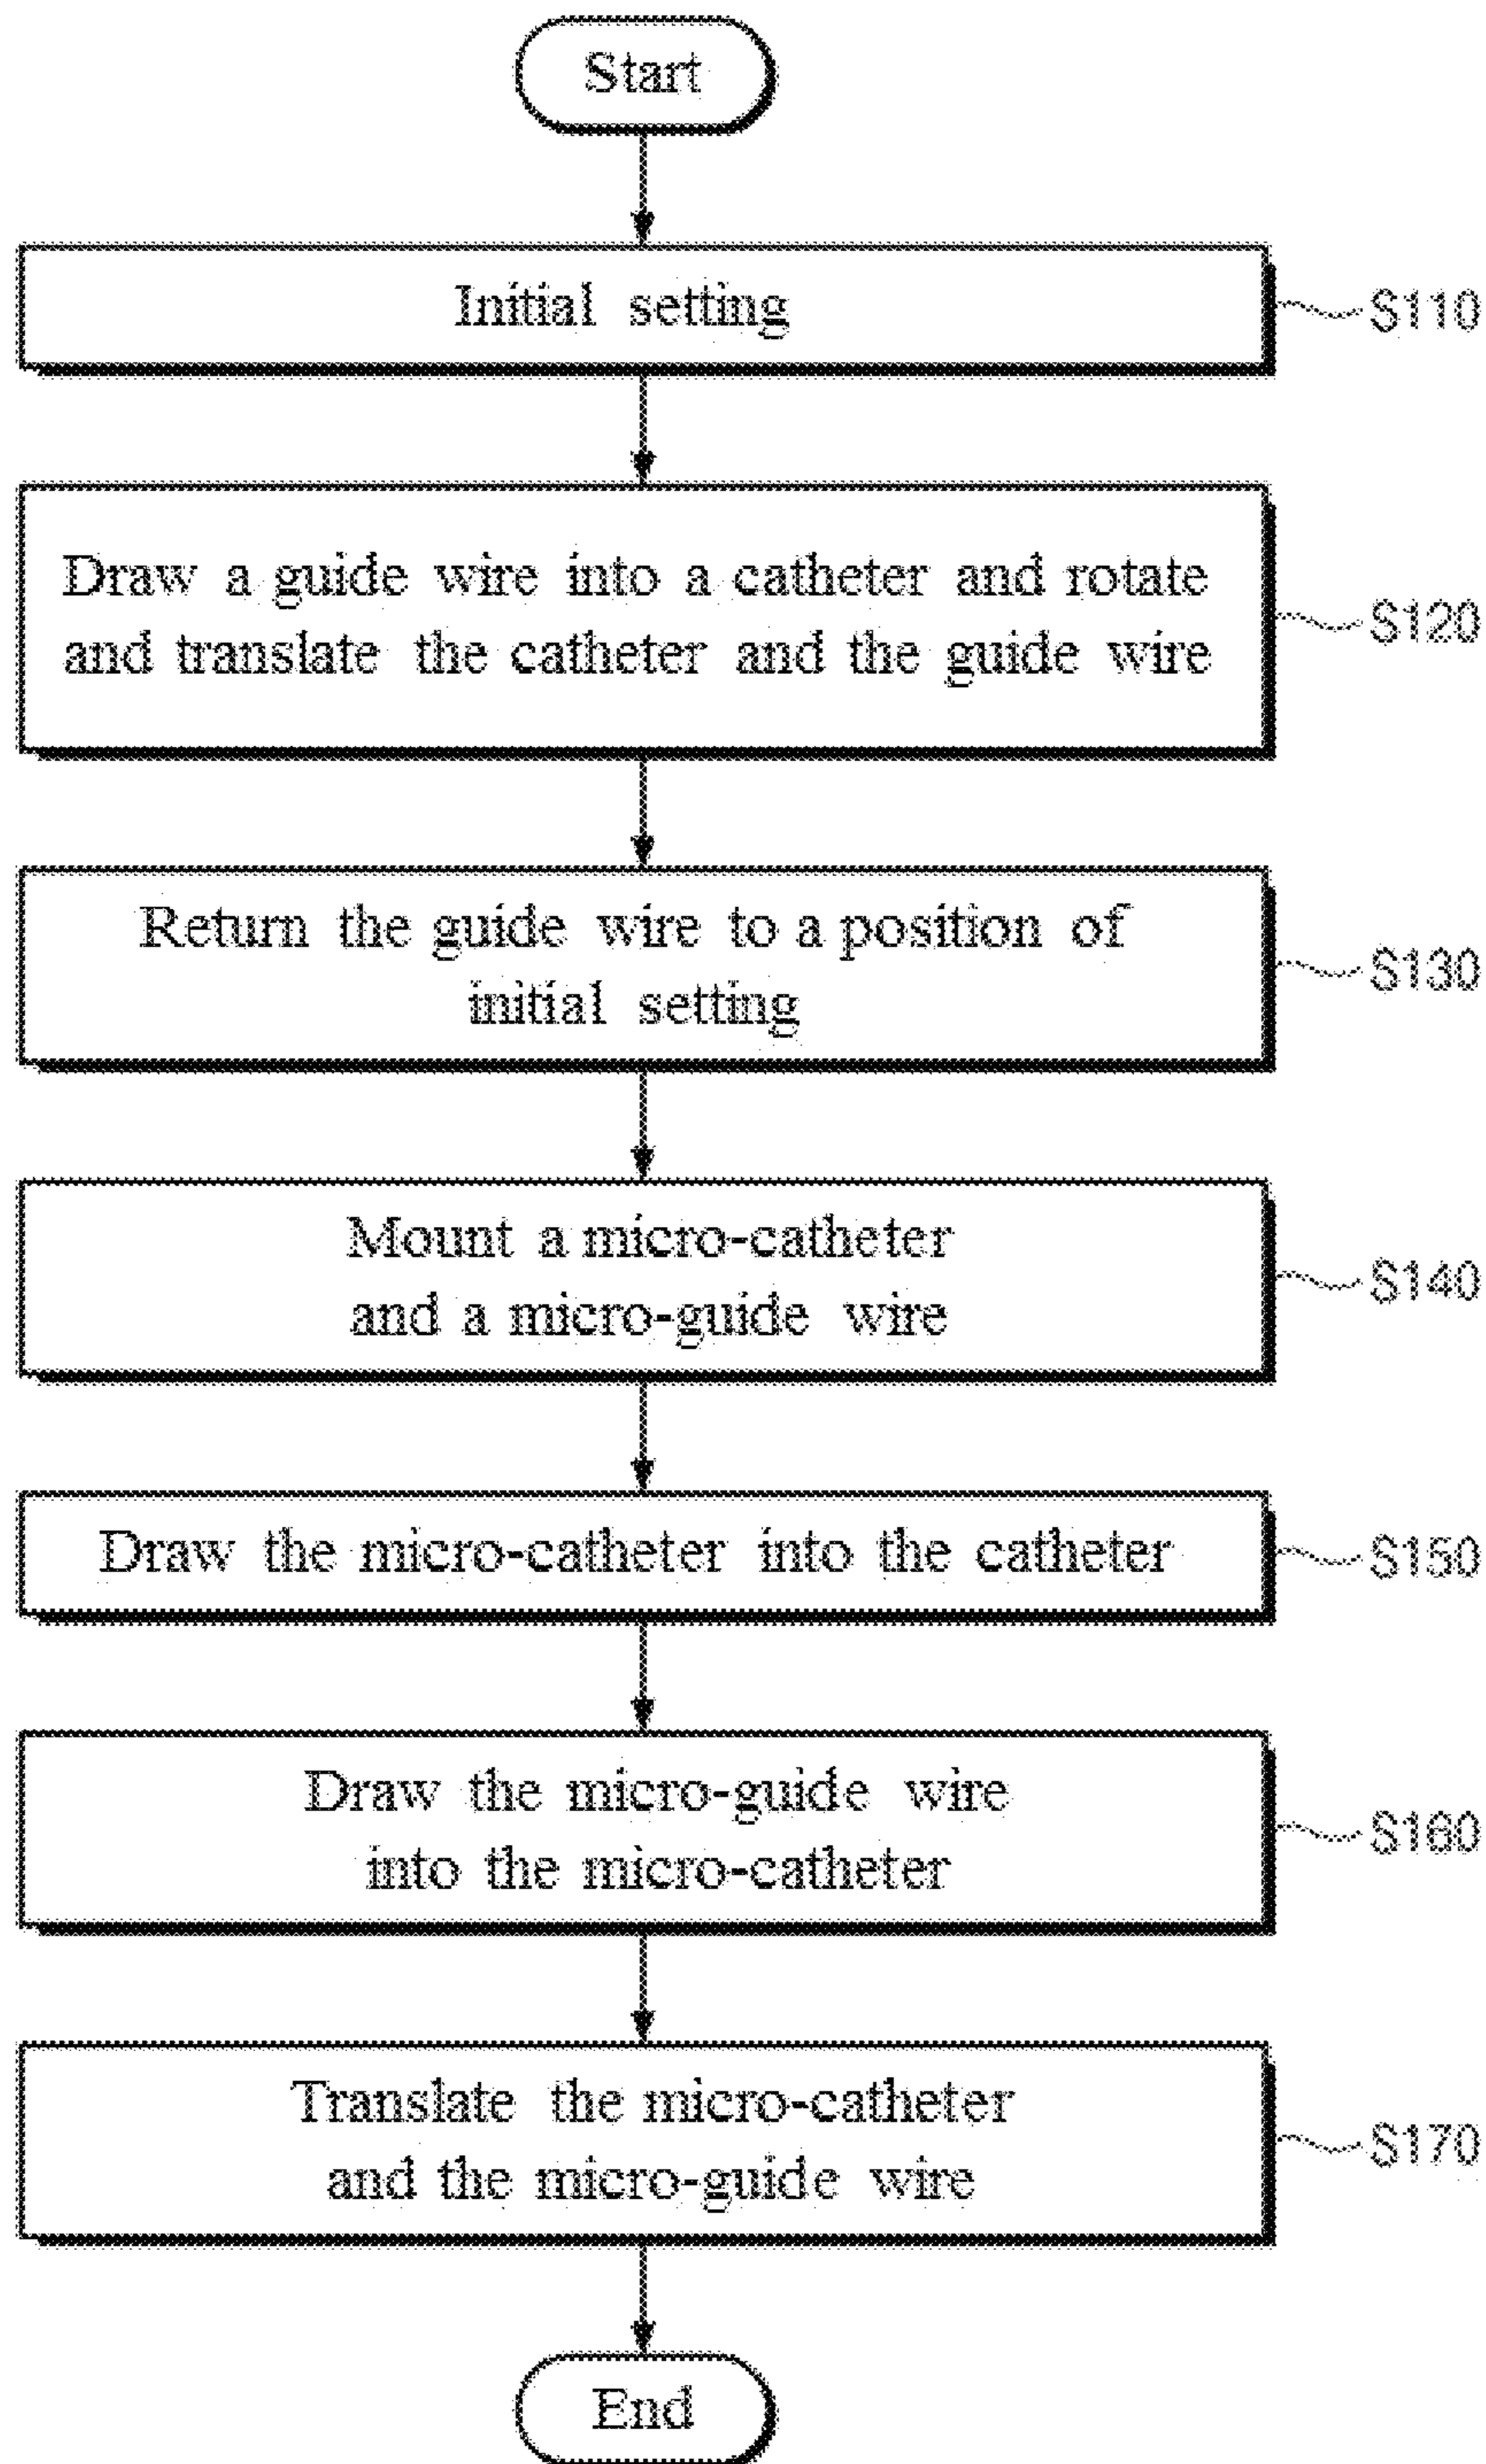 Start
Initial setting
S110
Draw a guide wire into a catheter and rotate
and translate the catheter and the guide wire
S120
Return the guide wire to a position of
initial setting
S130
Mount a micro-catheter
and a micro-guide wire
S140
Draw the micro-catheter into the catheter
S150
Draw the micro-guide wire
into the micro-catheter
S160
Translate the micro-catheter
and the micro-guide wire
S170
End